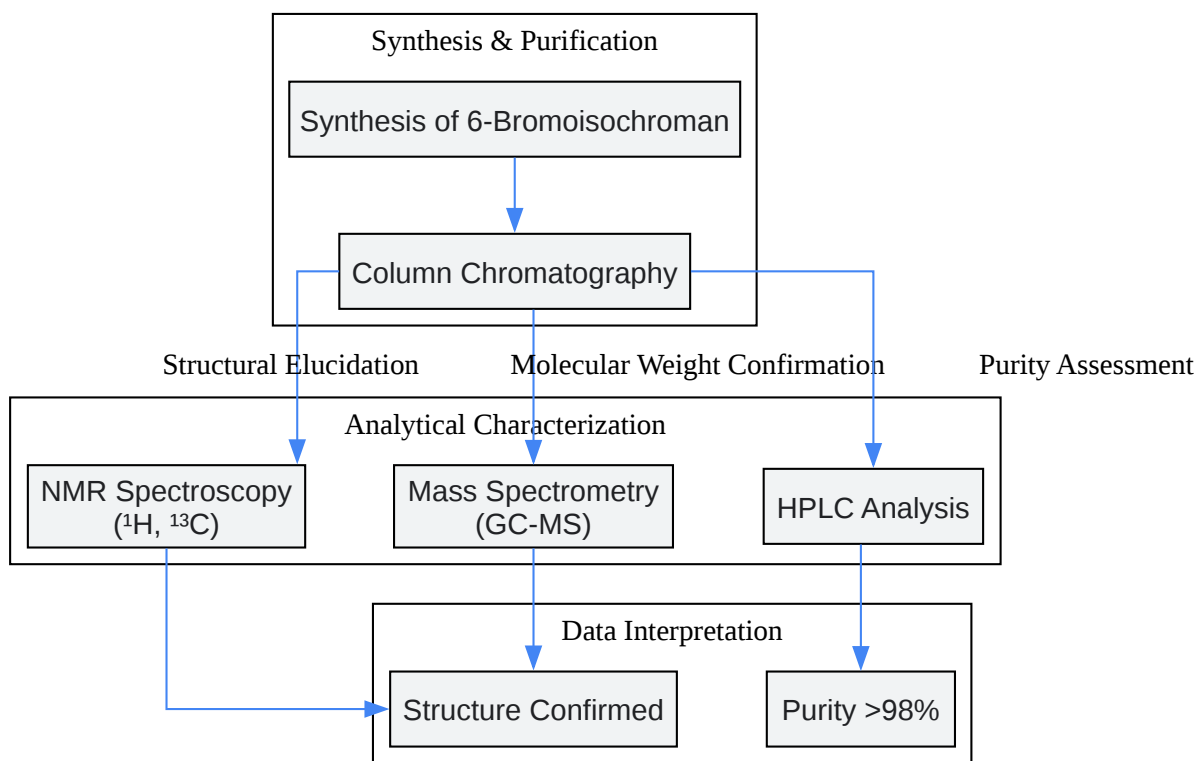 Synthesis & Purification
Synthesis of 6-Bromoisochroman
Column Chromatography
Structural Elucidation
Molecular Weight Confirmation
Purity Assessment
Analytical Characterization
NMR Spectroscopy
(¹H, ¹³C)
Mass Spectrometry
(GC-MS)
HPLC Analysis
Data Interpretation
Structure Confirmed
Purity >98%